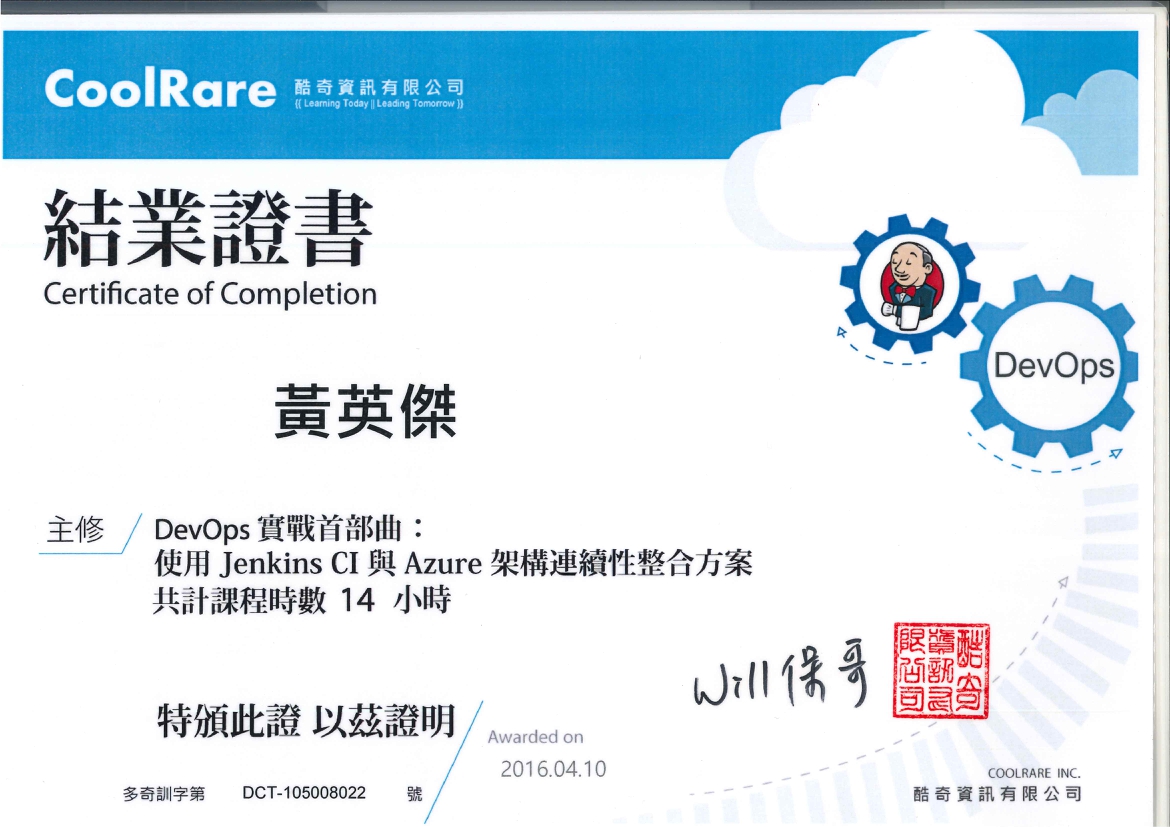 CoolRare 酷奇資訊有限公司
{{ Learning Today || Leading Tomorrow }}
結業證書
Certificate of Completion
DevOps
黃英傑
主修
DevOps 實戰首部曲：
使用 Jenkins CI 與 Azure 架構連續性整合方案
共計課程時數 14 小時
Will 保哥
酷奇資訊有限公司
特頒此證 以茲證明
Awarded on
2016.04.10
多奇訓字第 DCT-105008022 號
COOLRARE INC.
酷奇資訊有限公司